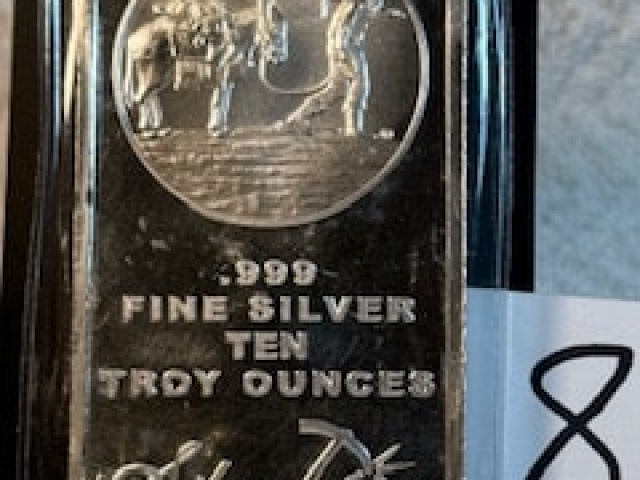 .999
FINE SILVER
TEN
TROY OUNCES
8